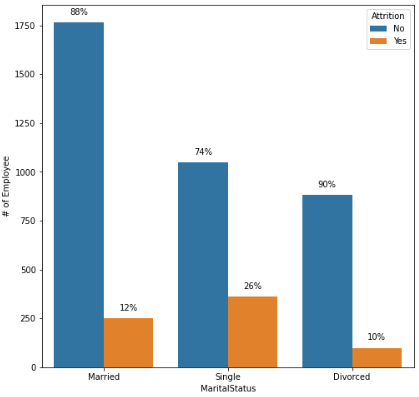 Attrition
No
Yes
88%
12%
74%
26%
90%
10%
1750
1500
1250
1000
750
500
250
0
# of Employee
Married
Single
Divorced
MaritalStatus